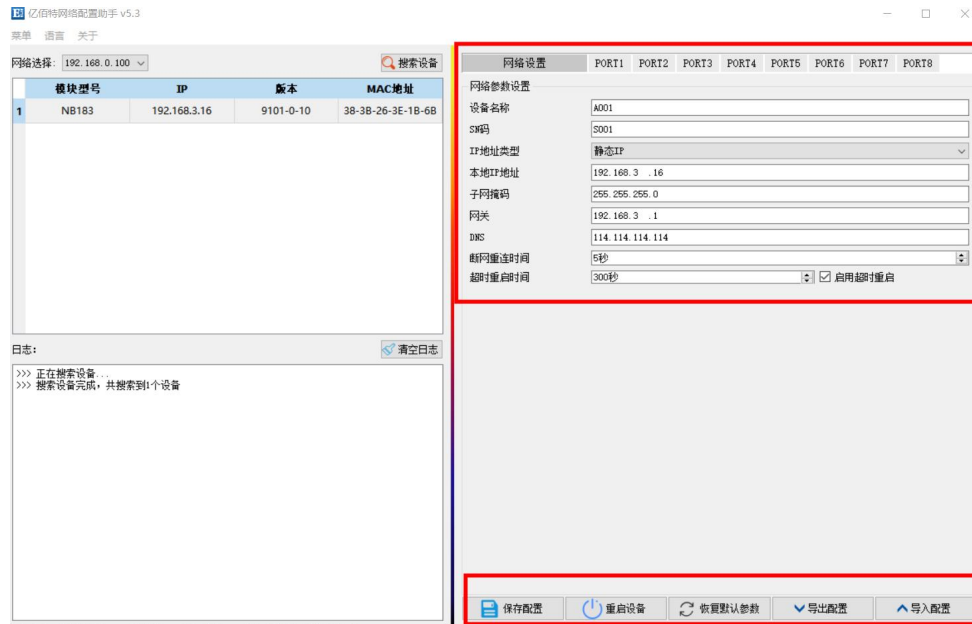 亿佰特网络配置助手 v5.3
菜单 语言 关于
网络选择: 192.168.0.100 搜索设备
模块型号 IP 版本 MAC地址
1 NB183 192.168.3.16 9101-0-10 38-3B-26-3E-1B-6B
日志: 清空日志
>>> 正在搜索设备...
>>> 搜索设备完成，共搜索到1个设备
网络设置 PORT1 PORT2 PORT3 PORT4 PORT5 PORT6 PORT7 PORT8
网络参数设置
设备名称 A001
SN码 S001
IP地址类型 静态IP
本地IP地址 192.168.3 .16
子网掩码 255.255.255.0
网关 192.168.3 .1
DNS 114.114.114.114
断网重连时间 5秒
超时重启时间 300秒 启用超时重启
保存配置 重启设备 恢复默认参数 导出配置 导入配置